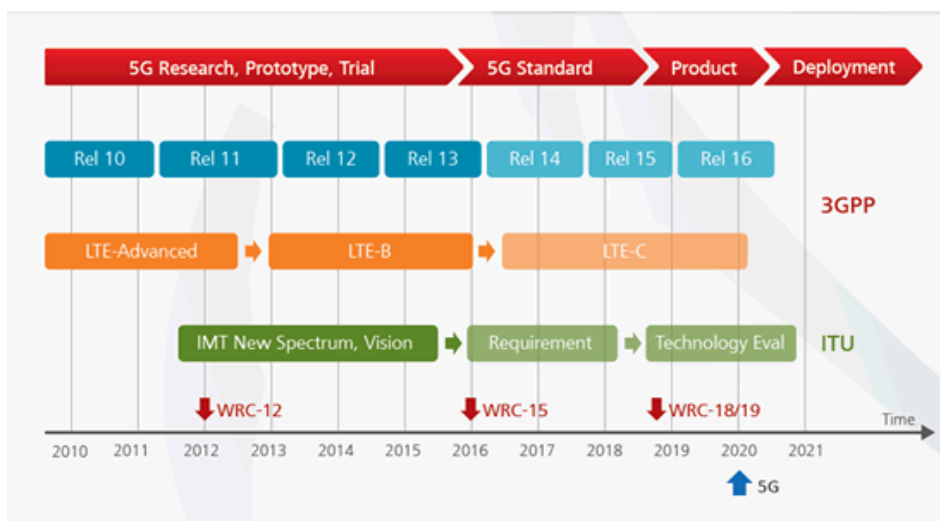 5G Research, Prototype, Trial
5G Standard
Product
Deployment
Rel 10
Rel 11
Rel 12
Rel 13
Rel 14
Rel 15
Rel 16
3GPP
LTE-Advanced
LTE-B
LTE-C
IMT New Spectrum, Vision
Requirement
Technology Eval
ITU
WRC-12
WRC-15
WRC-18/19
Time
2010
2011
2012
2013
2014
2015
2016
2017
2018
2019
2020
2021
5G